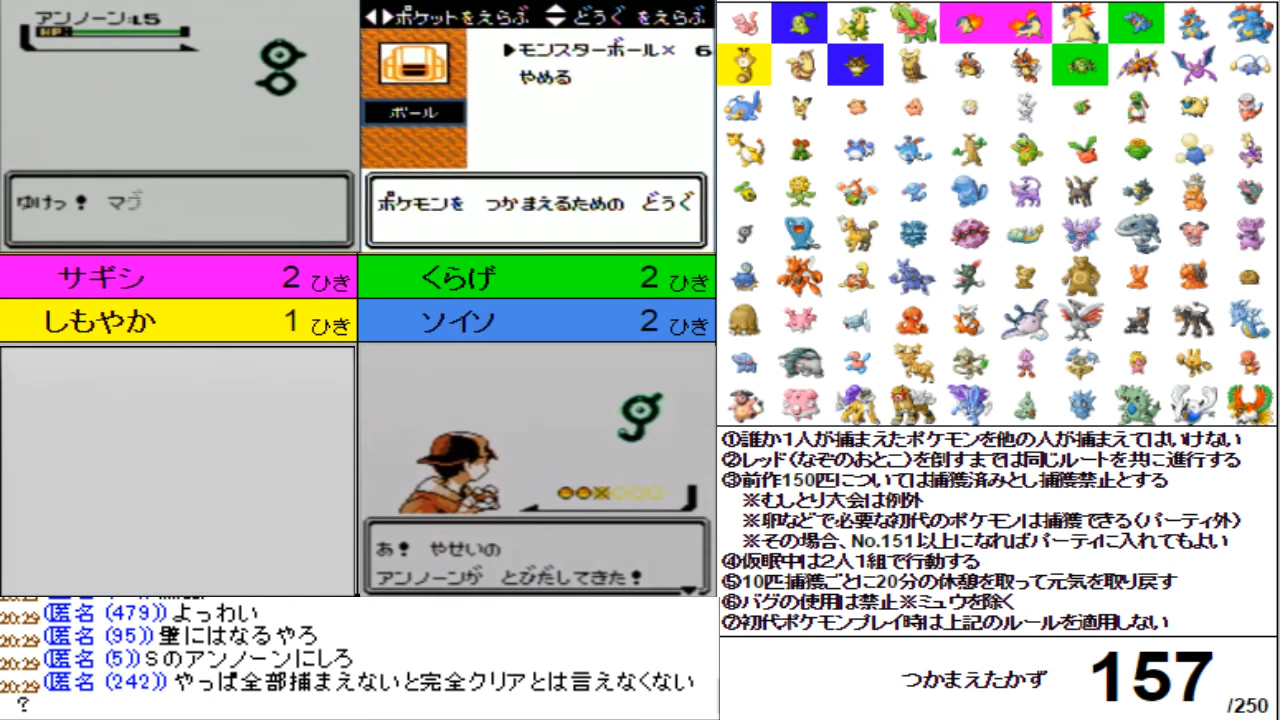 アンノーン:L5
HP:
ゆけっ! マグ
◀▶ポケットをえらぶ ▲▼どうぐ をえらぶ
▶モンスターボール× 6
やめる
ボール
ポケモンを つかまえるための どうぐ
サギシ 2 ひき
くらげ 2 ひき
しもやか 1 ひき
ソイソ 2 ひき
あ! やせいの
アンノーンが とびだしてきた!
20:29 (匿名 (479)) よっわい
20:29 (匿名 (95)) 壁にはなるやろ
20:29 (匿名 (5)) Sのアンノーンにしろ
20:29 (匿名 (242)) やっぱ全部捕まえないと完全クリアとは言えなくない
?
①誰か1人が捕まえたポケモンを他の人が捕まえてはいけない
②レッド(なぞのおとこ)を倒すまでは同じルートを共に進行する
③前作150匹については捕獲済みとし捕獲禁止とする
※むしとり大会は例外
※卵などで必要な初代のポケモンは捕獲できる(パーティ外)
※その場合、No.151以上になればパーティに入れてもよい
④仮眠中は2人1組で行動する
⑤10匹捕獲ごとに20分の休憩を取って元気を取り戻す
⑥バグの使用は禁止※ミュウを除く
⑦初代ポケモンプレイ時は上記のルールを適用しない
つかまえたかず 157 /250